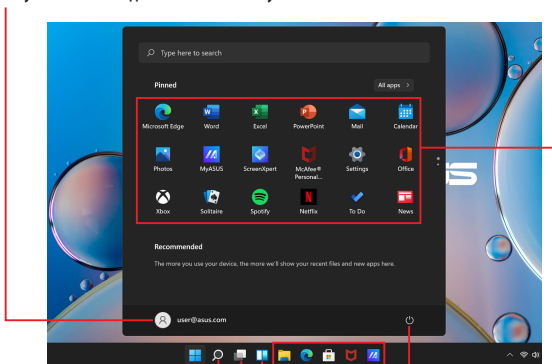 Type here to search
Pinned
All apps >
Microsoft Edge Word Excel PowerPoint Mail Calendar
Photos MyASUS ScreenXpert McAfee® Personal... Settings Office
Xbox Solitaire Spotify Netflix To Do News
Recommended
The more you use your device, the more we'll show your recent files and new apps here.
user@asus.com